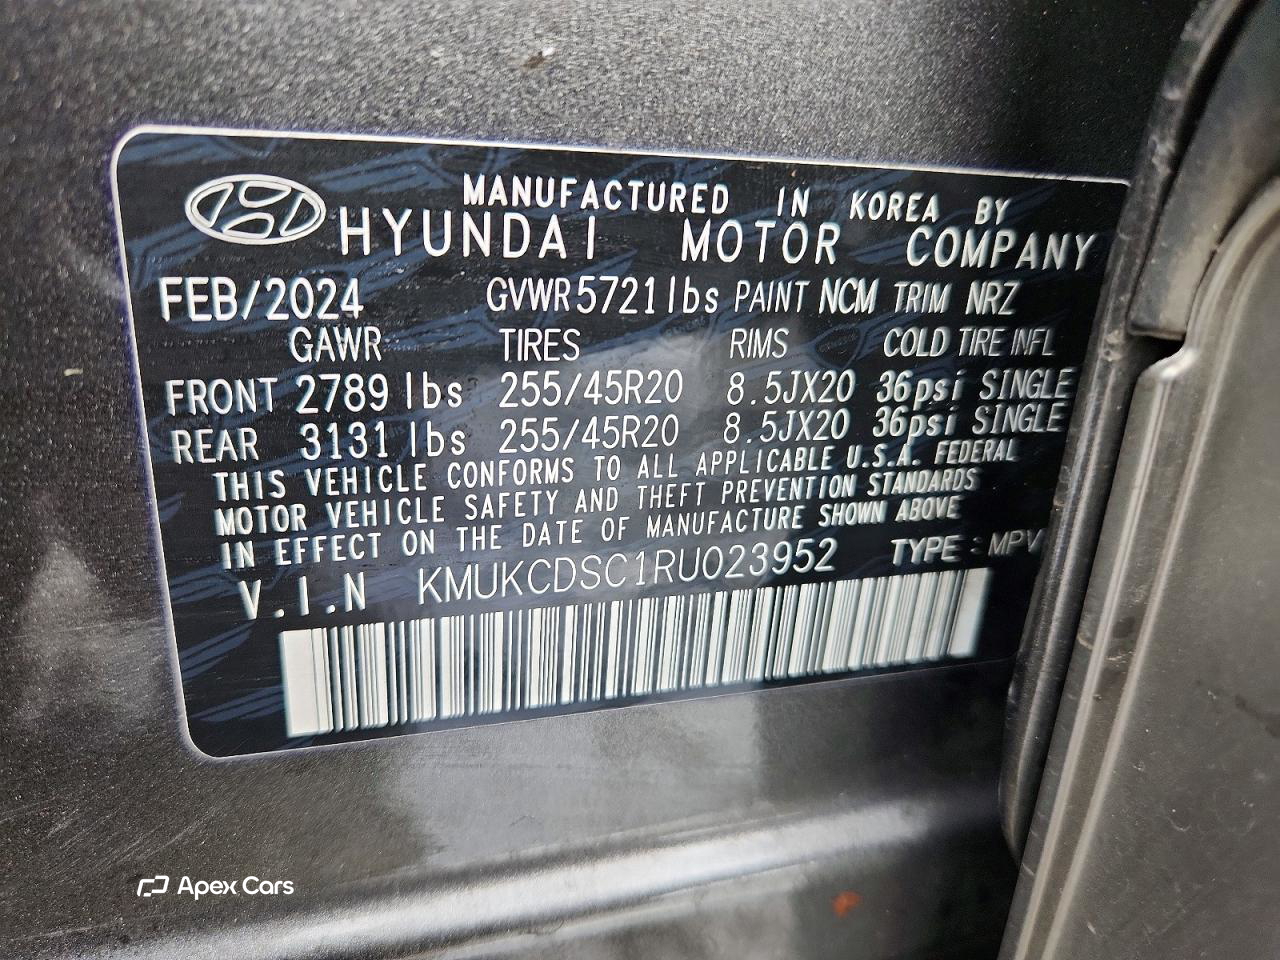 MANUFACTURED IN KOREA BY
HYUNDAI MOTOR COMPANY
FEB/2024 GVWR 5721 lbs PAINT NCM TRIM NRZ
GAWR TIRES RIMS COLD TIRE INFL
FRONT 2789 lbs 255/45R20 8.5JX20 36psi SINGLE
REAR 3131 lbs 255/45R20 8.5JX20 36psi SINGLE
THIS VEHICLE CONFORMS TO ALL APPLICABLE U.S.A. FEDERAL
MOTOR VEHICLE SAFETY AND THEFT PREVENTION STANDARDS
IN EFFECT ON THE DATE OF MANUFACTURE SHOWN ABOVE
V.I.N KMUKCDSC1RU023952 TYPE : MPV
Apex Cars